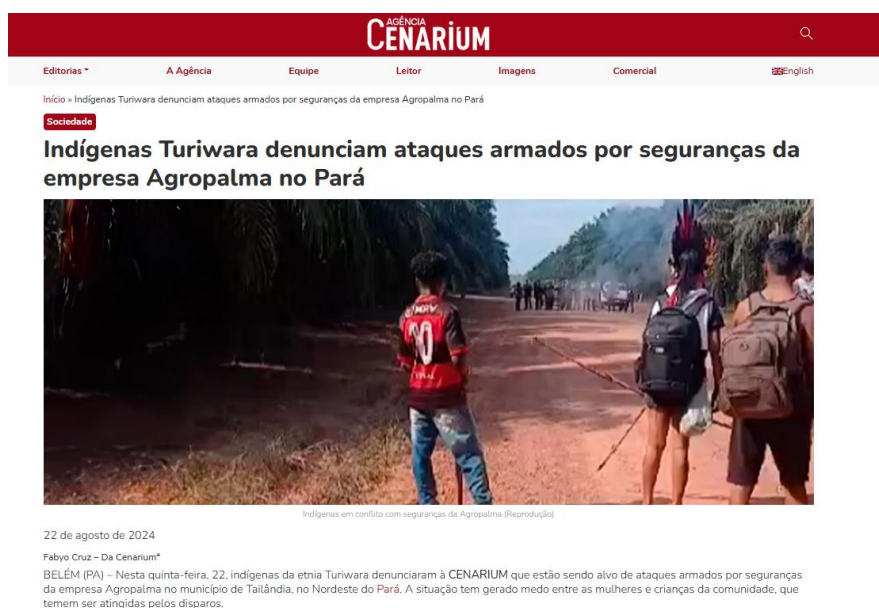 AGÊNCIA
CENARIUM
Editorias
A Agência
Equipe
Leitor
Imagens
Comercial
English
Início » Indígenas Turiwara denunciam ataques armados por seguranças da empresa Agropalma no Pará
Sociedade
Indígenas Turiwara denunciam ataques armados por seguranças da
empresa Agropalma no Pará
10
Indígenas em conflito com seguranças da Agropalma (Reprodução)
22 de agosto de 2024
Fabyo Cruz – Da Cenarium*
BELÉM (PA) – Nesta quinta-feira, 22, indígenas da etnia Turiwara denunciaram à CENARIUM que estão sendo alvo de ataques armados por seguranças
da empresa Agropalma no município de Tailândia, no Nordeste do Pará. A situação tem gerado medo entre as mulheres e crianças da comunidade, que
temem ser atingidas pelos disparos.